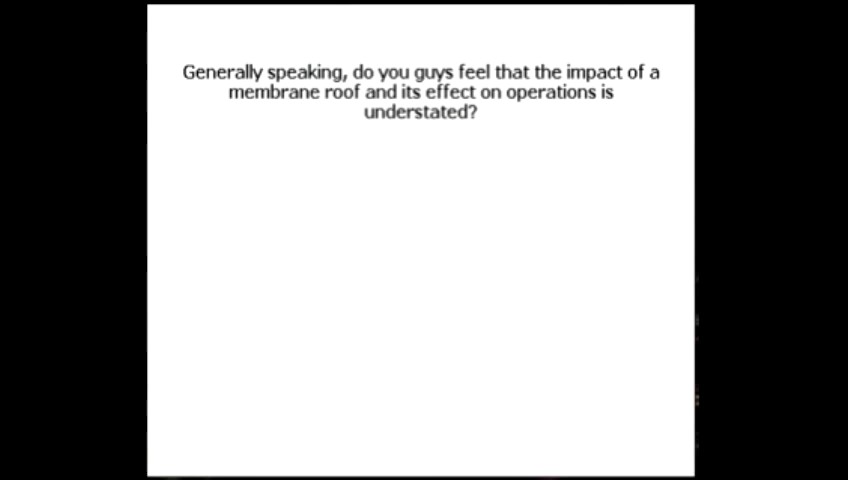 Generally speaking, do you guys feel that the impact of a
membrane roof and its effect on operations is
understated?